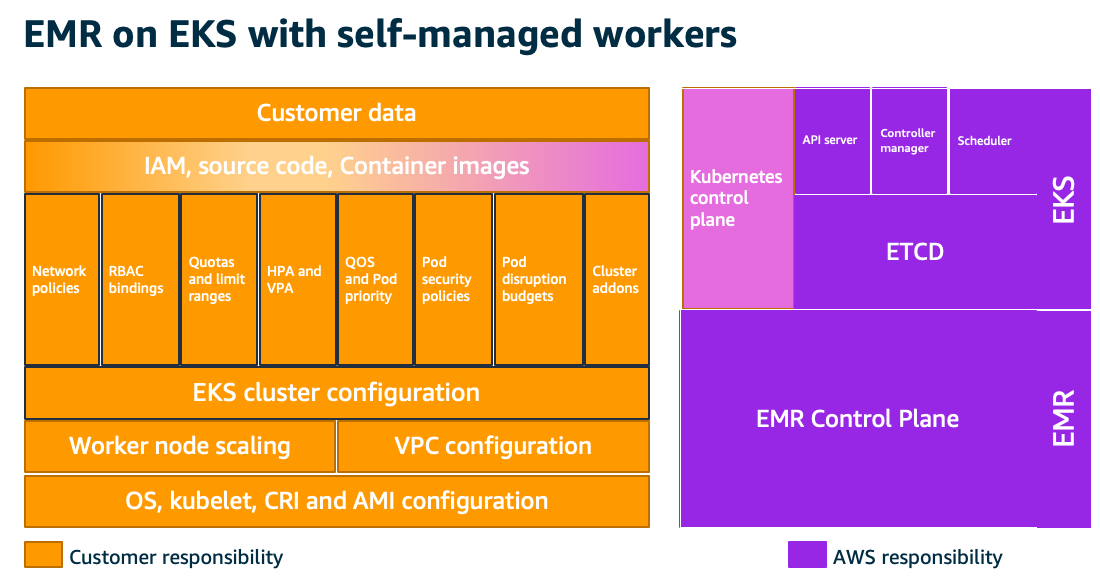 EMR on EKS with self-managed workers
Customer data
IAM, source code, Container images
Network
policies
RBAC
bindings
Quotas
and limit
ranges
HPA and
VPA
QOS
and Pod
priority
Pod
security
policies
Pod
disruption
budgets
Cluster
addons
EKS cluster configuration
Worker node scaling
VPC configuration
OS, kubelet, CRI and AMI configuration
Customer responsibility
Kubernetes
control
plane
API server
Controller
manager
Scheduler
ETCD
EKS
EMR Control Plane
EMR
AWS responsibility